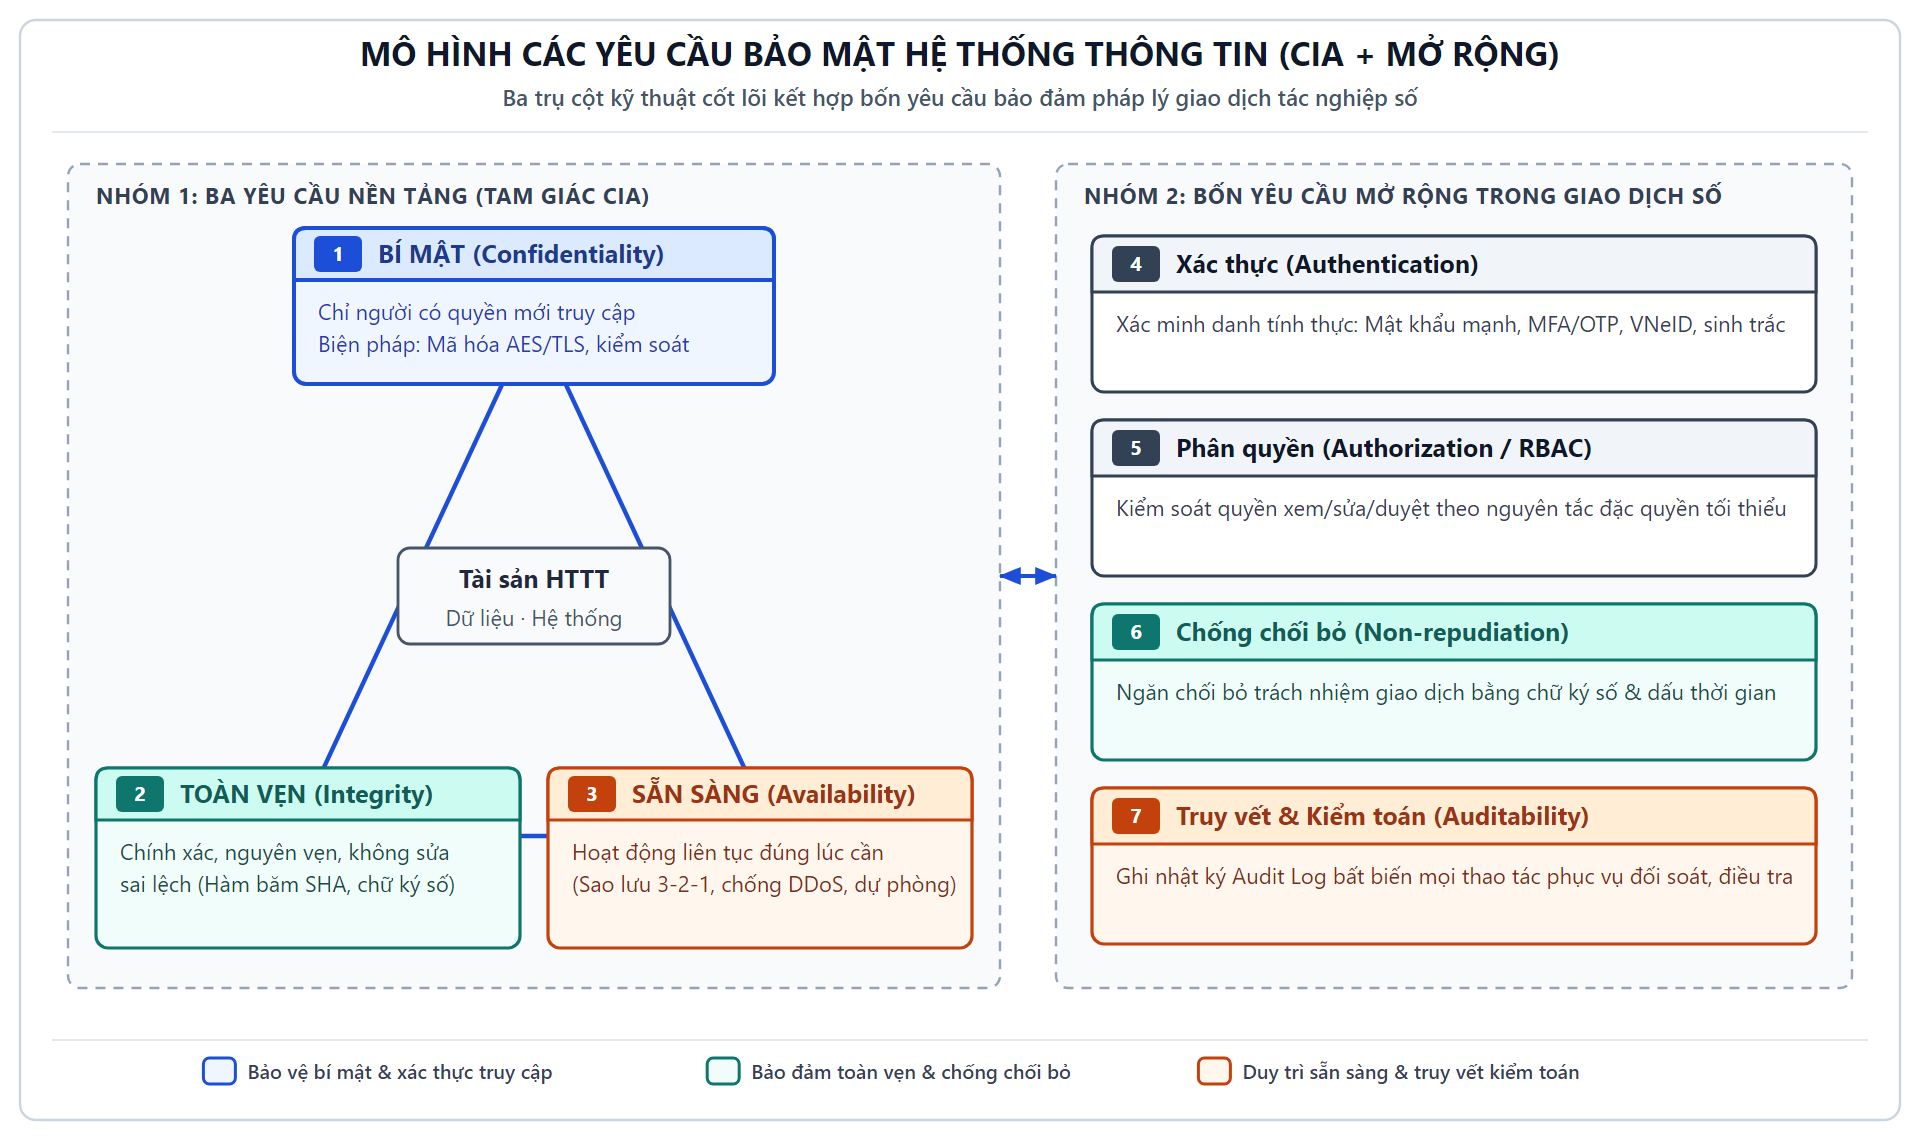 MÔ HÌNH CÁC YÊU CẦU BẢO MẬT HỆ THỐNG THÔNG TIN (CIA + MỞ RỘNG)
Ba trụ cột kỹ thuật cốt lõi kết hợp bốn yêu cầu bảo đảm pháp lý giao dịch tác nghiệp số
NHÓM 1: BA YÊU CẦU NỀN TẢNG (TAM GIÁC CIA)
1 BÍ MẬT (Confidentiality)
Chỉ người có quyền mới truy cập
Biện pháp: Mã hóa AES/TLS, kiểm soát
Tài sản HTTT
Dữ liệu · Hệ thống
2 TOÀN VẸN (Integrity)
Chính xác, nguyên vẹn, không sửa
sai lệch (Hàm băm SHA, chữ ký số)
3 SẴN SÀNG (Availability)
Hoạt động liên tục đúng lúc cần
(Sao lưu 3-2-1, chống DDoS, dự phòng)
NHÓM 2: BỐN YÊU CẦU MỞ RỘNG TRONG GIAO DỊCH SỐ
4 Xác thực (Authentication)
Xác minh danh tính thực: Mật khẩu mạnh, MFA/OTP, VNeID, sinh trắc
5 Phân quyền (Authorization / RBAC)
Kiểm soát quyền xem/sửa/duyệt theo nguyên tắc đặc quyền tối thiểu
6 Chống chối bỏ (Non-repudiation)
Ngăn chối bỏ trách nhiệm giao dịch bằng chữ ký số & dấu thời gian
7 Truy vết & Kiểm toán (Auditability)
Ghi nhật ký Audit Log bất biến mọi thao tác phục vụ đối soát, điều tra
Bảo vệ bí mật & xác thực truy cập
Bảo đảm toàn vẹn & chống chối bỏ
Duy trì sẵn sàng & truy vết kiểm toán